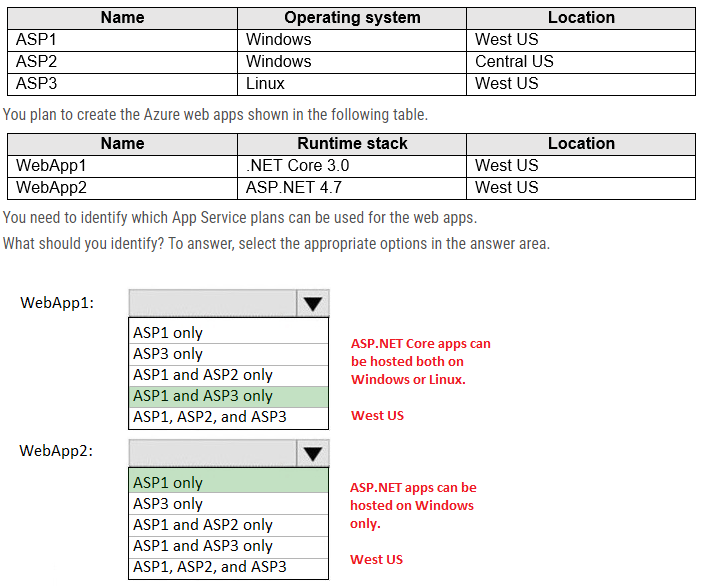 Name Operating system Location
ASP1 Windows West US
ASP2 Windows Central US
ASP3 Linux West US
You plan to create the Azure web apps shown in the following table.
Name Runtime stack Location
WebApp1 .NET Core 3.0 West US
WebApp2 ASP.NET 4.7 West US
You need to identify which App Service plans can be used for the web apps.
What should you identify? To answer, select the appropriate options in the answer area.
WebApp1:
ASP1 only
ASP3 only
ASP1 and ASP2 only
ASP1 and ASP3 only
ASP1, ASP2, and ASP3
ASP.NET Core apps can
be hosted both on
Windows or Linux.
West US
WebApp2:
ASP1 only
ASP3 only
ASP1 and ASP2 only
ASP1 and ASP3 only
ASP1, ASP2, and ASP3
ASP.NET apps can be
hosted on Windows
only.
West US